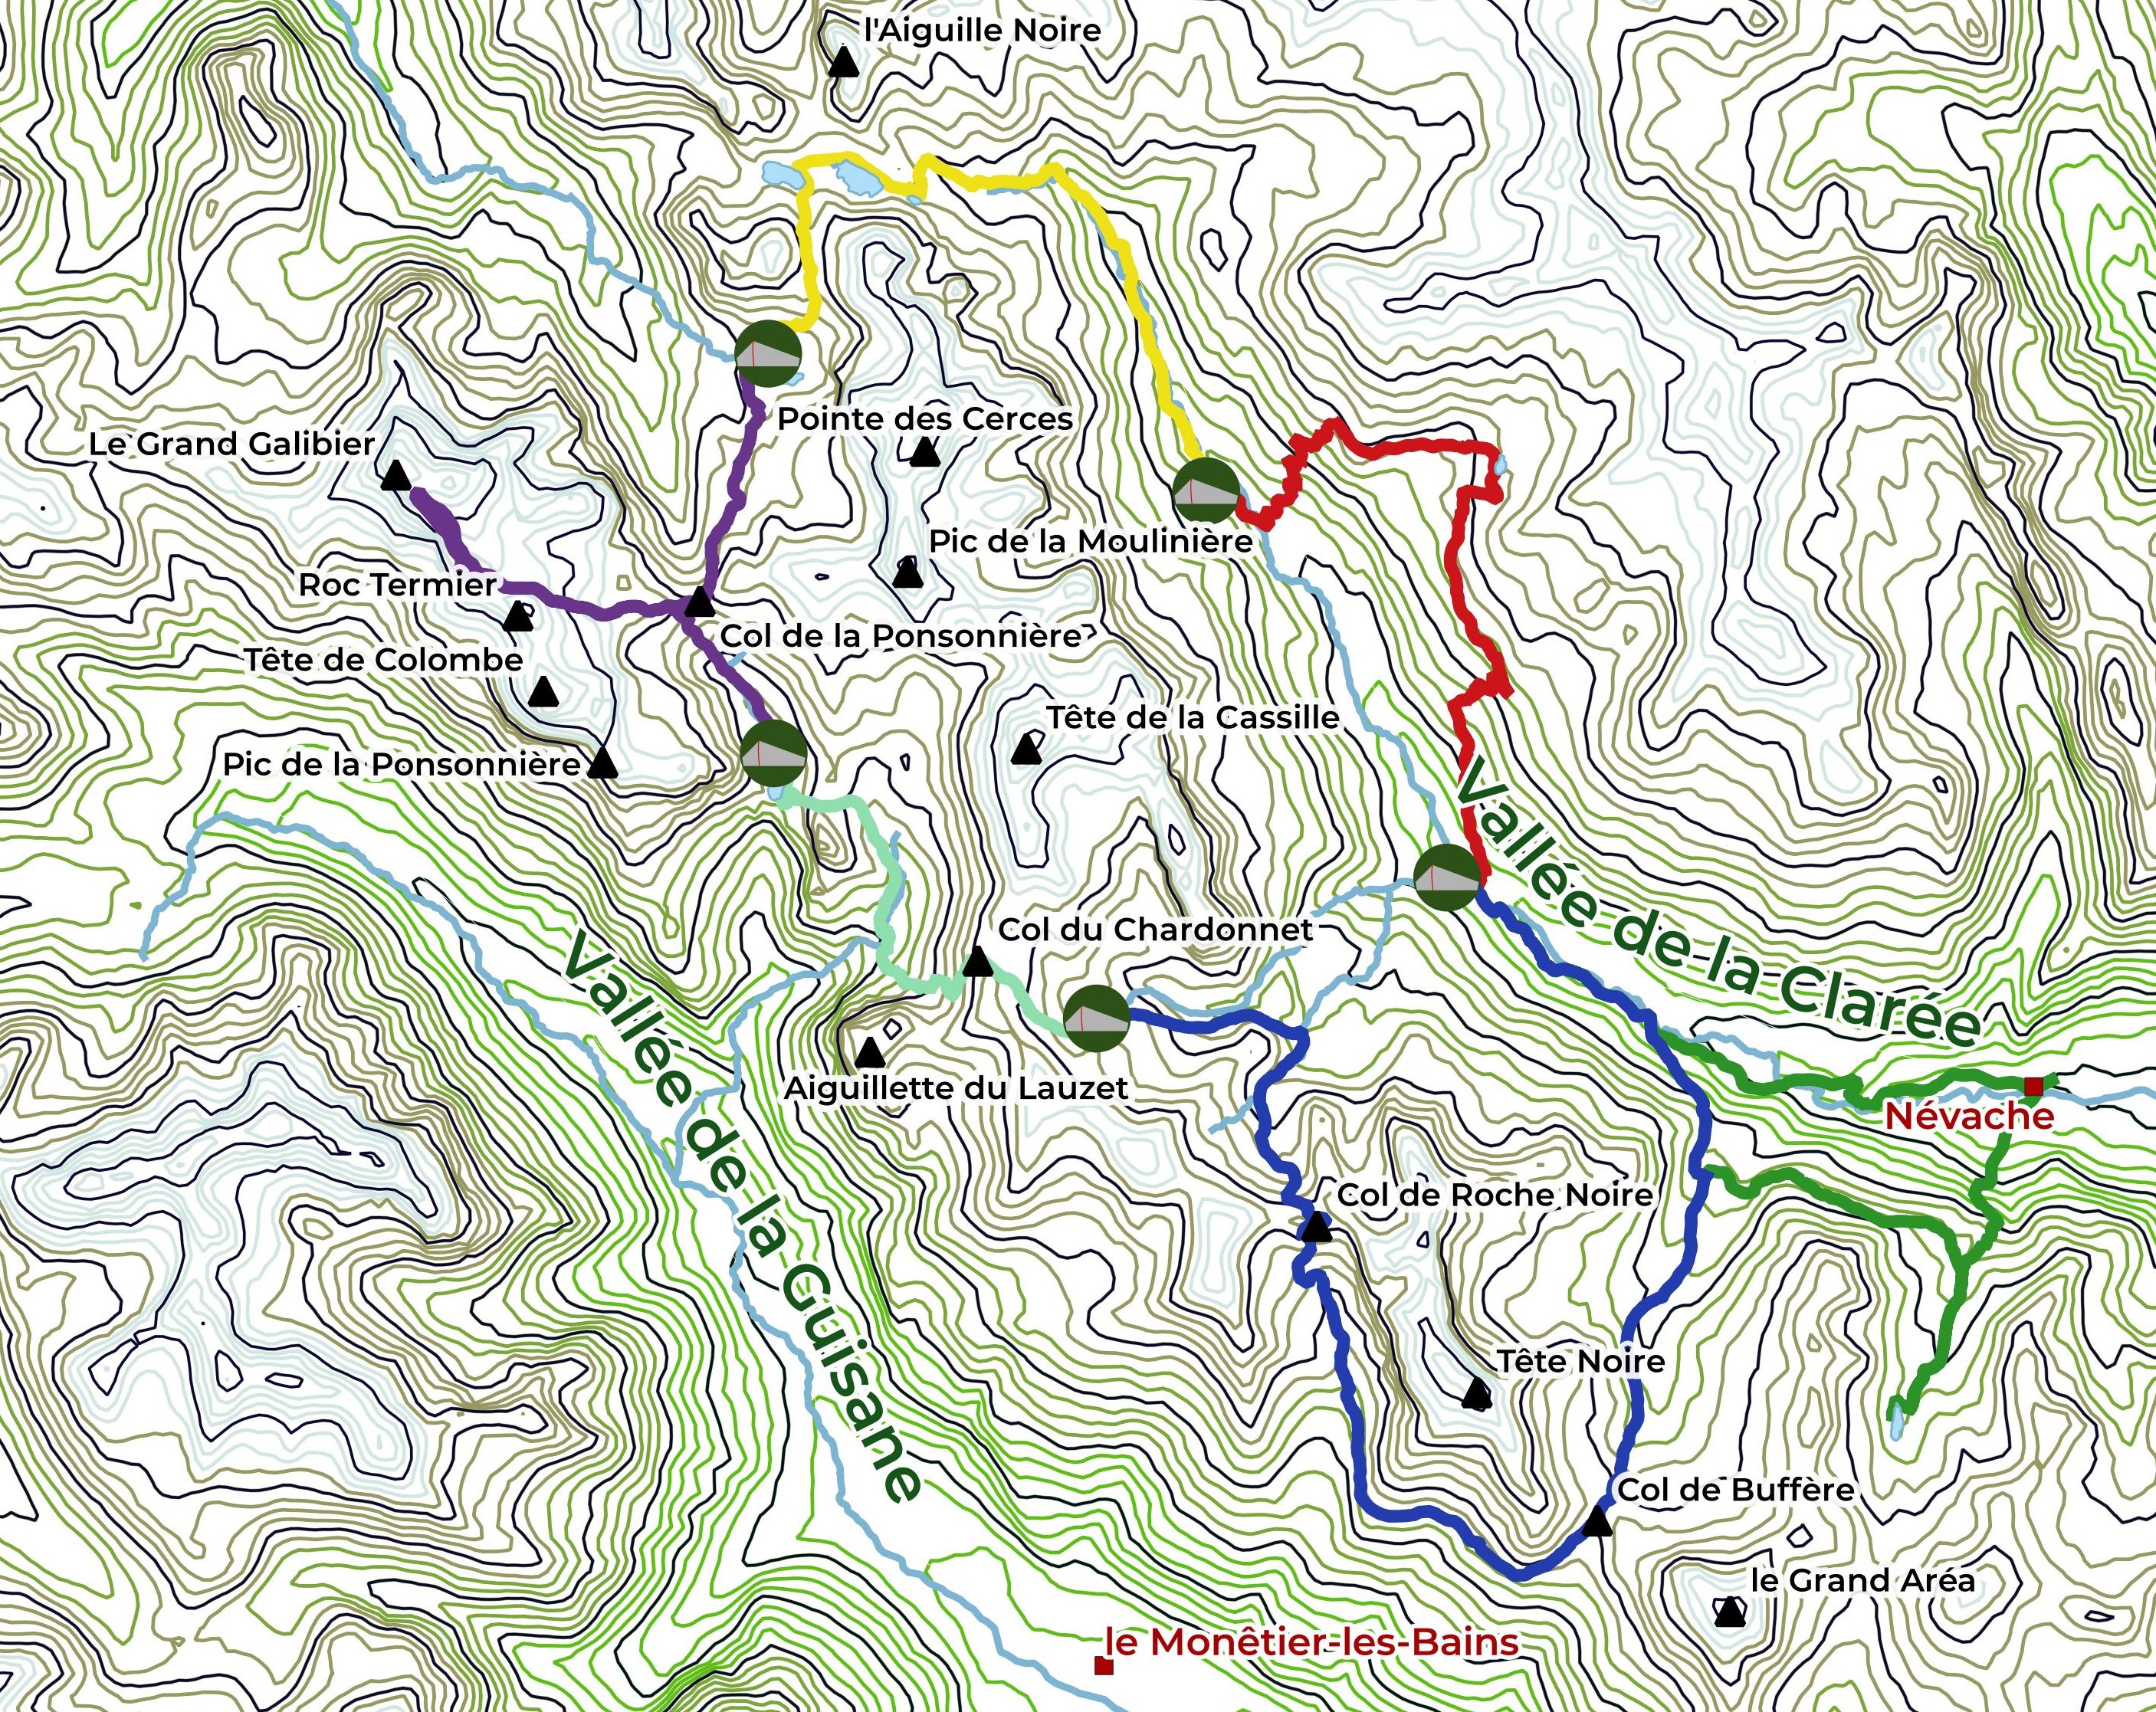 l'Aiguille Noire
Pointe des Cerces
Le Grand Galibier
Pic de la Moulinière
Roc Termier
Col de la Ponsonnière
Tête de Colombe
Tête de la Cassille
Pic de la Ponsonnière
Vallée de la Clarée
Col du Chardonnet
Vallée de la Guisane
Aiguillette du Lauzet
Névache
Col de Roche Noire
Tête Noire
Col de Buffère
le Grand Aréa
le Monêtier-les-Bains